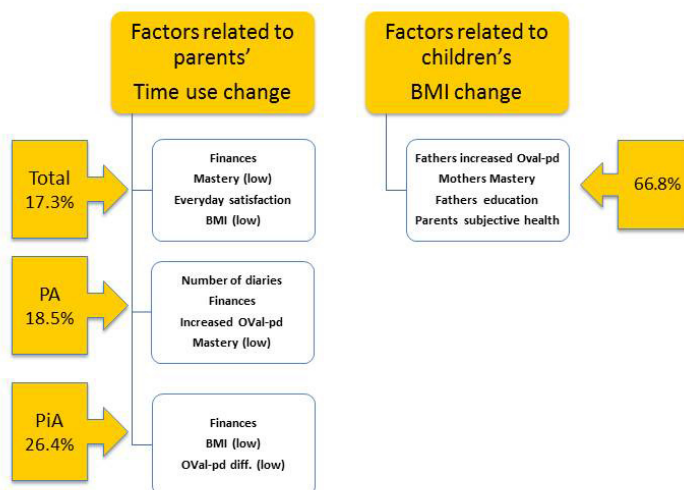 Factors related to
parents'
Time use change
Factors related to
children's
BMI change
Total
17.3%
Finances
Mastery (low)
Everyday satisfaction
BMI (low)
Fathers increased Oval-pd
Mothers Mastery
Fathers education
Parents subjective health
66.8%
PA
18.5%
Number of diaries
Finances
Increased OVal-pd
Mastery (low)
PiA
26.4%
Finances
BMI (low)
OVal-pd diff. (low)